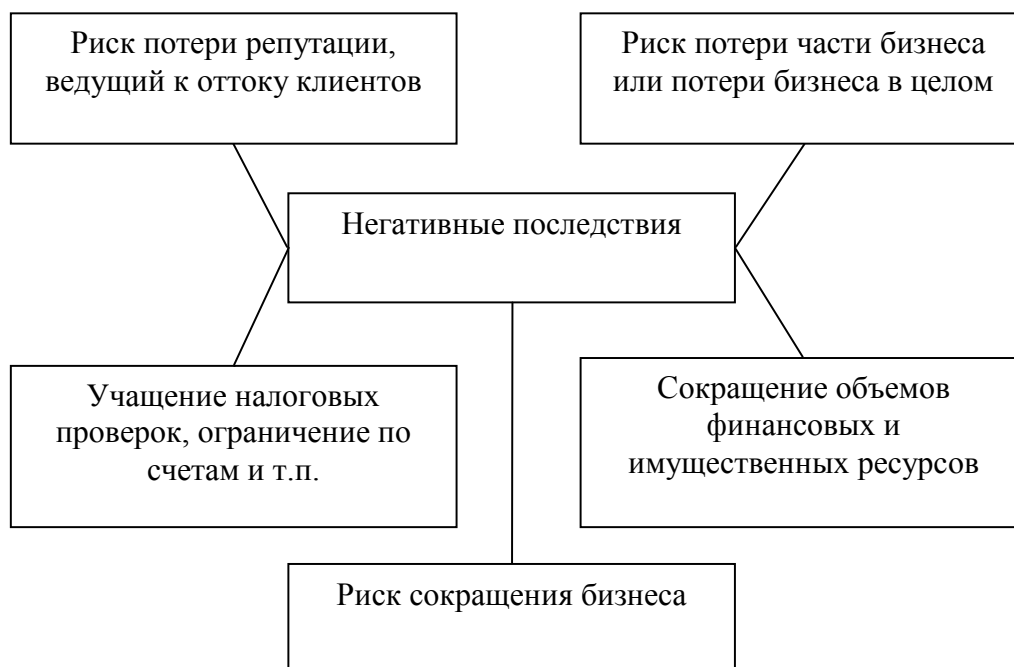 Риск потери репутации,
ведущий к оттоку клиентов
Риск потери части бизнеса
или потери бизнеса в целом
Негативные последствия
Учащение налоговых
проверок, ограничение по
счетам и т.п.
Сокращение объемов
финансовых и
имущественных ресурсов
Риск сокращения бизнеса